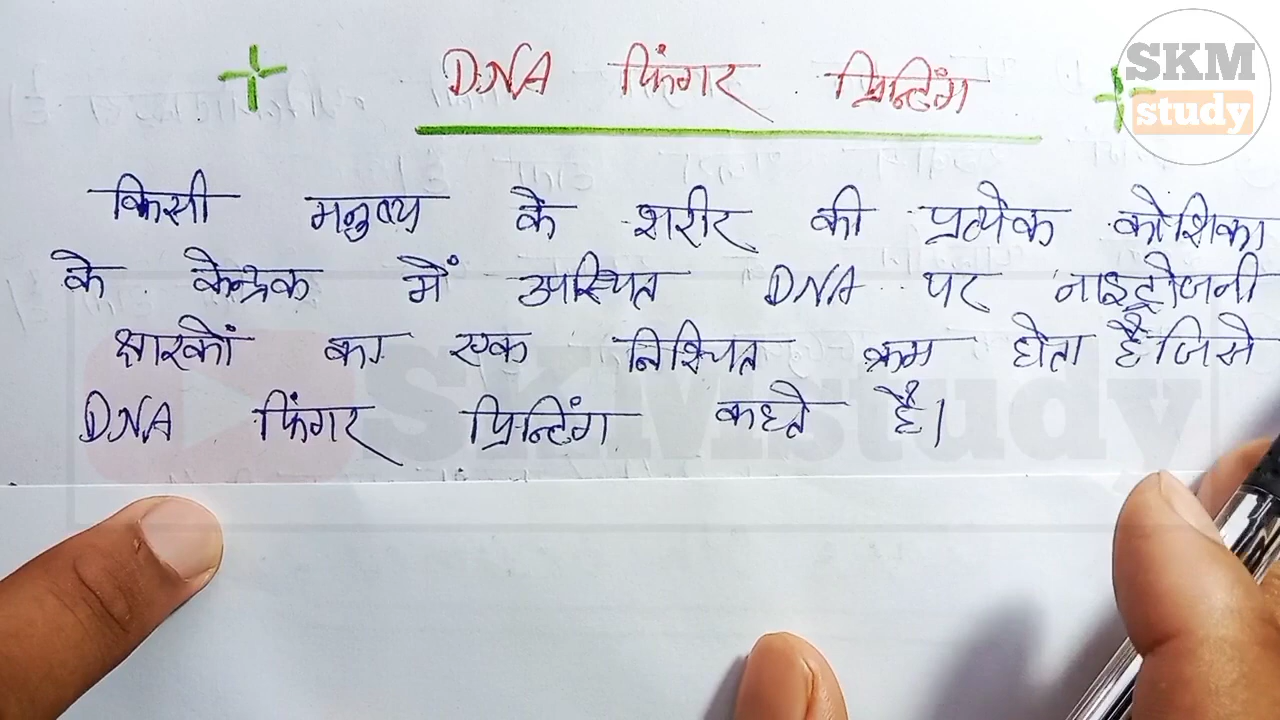 DNA फिंगर प्रिन्टिंग
SKM
study
किसी मनुष्य के शरीर की प्रत्येक कोशिका
के केन्द्रक में उपस्थित DNA पर नाइट्रोजनी
क्षारकों का एक निश्चित क्रम होता है जिसे
DNA फिंगर प्रिन्टिंग कहते है।
SKMstudy